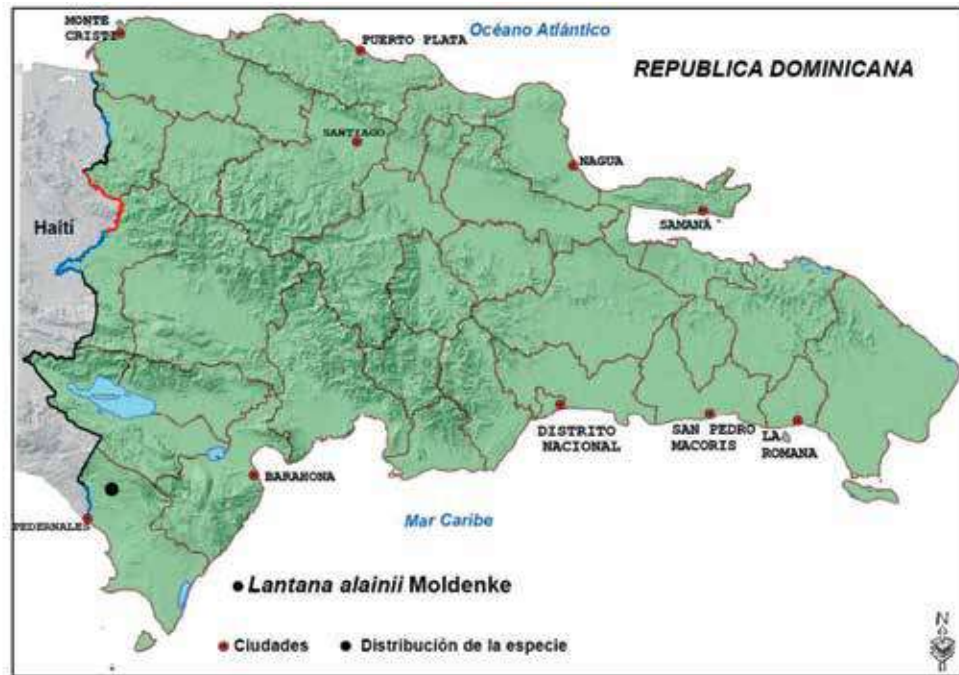 MONTE
CRISTI
PUERTO PLATA
Océano Atlántico
REPUBLICA DOMINICANA
SANTIAGO
NAGUA
SAMANÁ
Haití
DISTRITO
NACIONAL
SAN PEDRO
MACORIS
LA
ROMANA
BARAHONA
PEDERNALES
Mar Caribe
Lantana alainii Moldenke
Ciudades
Distribución de la especie
N